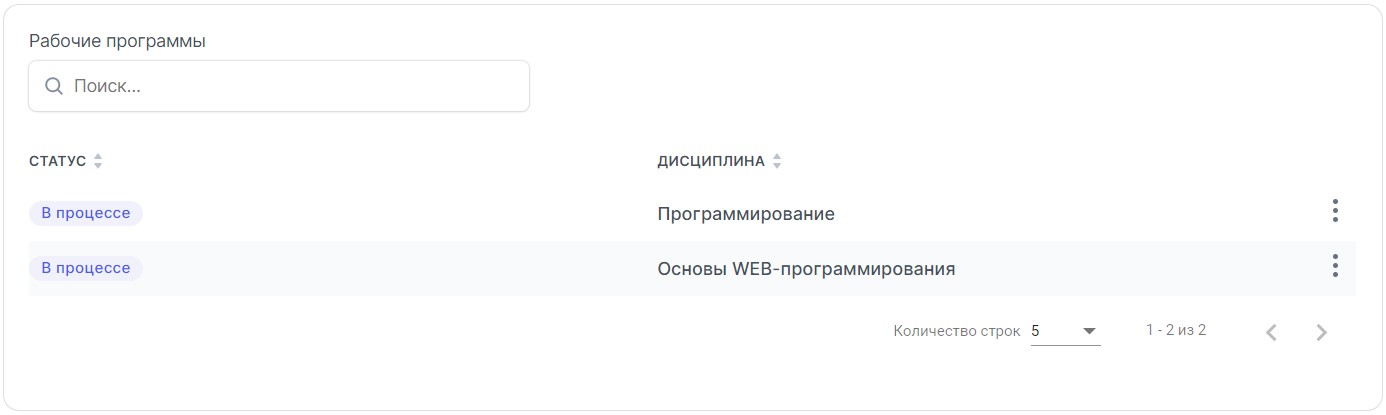 Рабочие программы
Поиск...
СТАТУС ДИСЦИПЛИНА
В процессе Программирование
В процессе Основы WEB-программирования
Количество строк 5 1 - 2 из 2